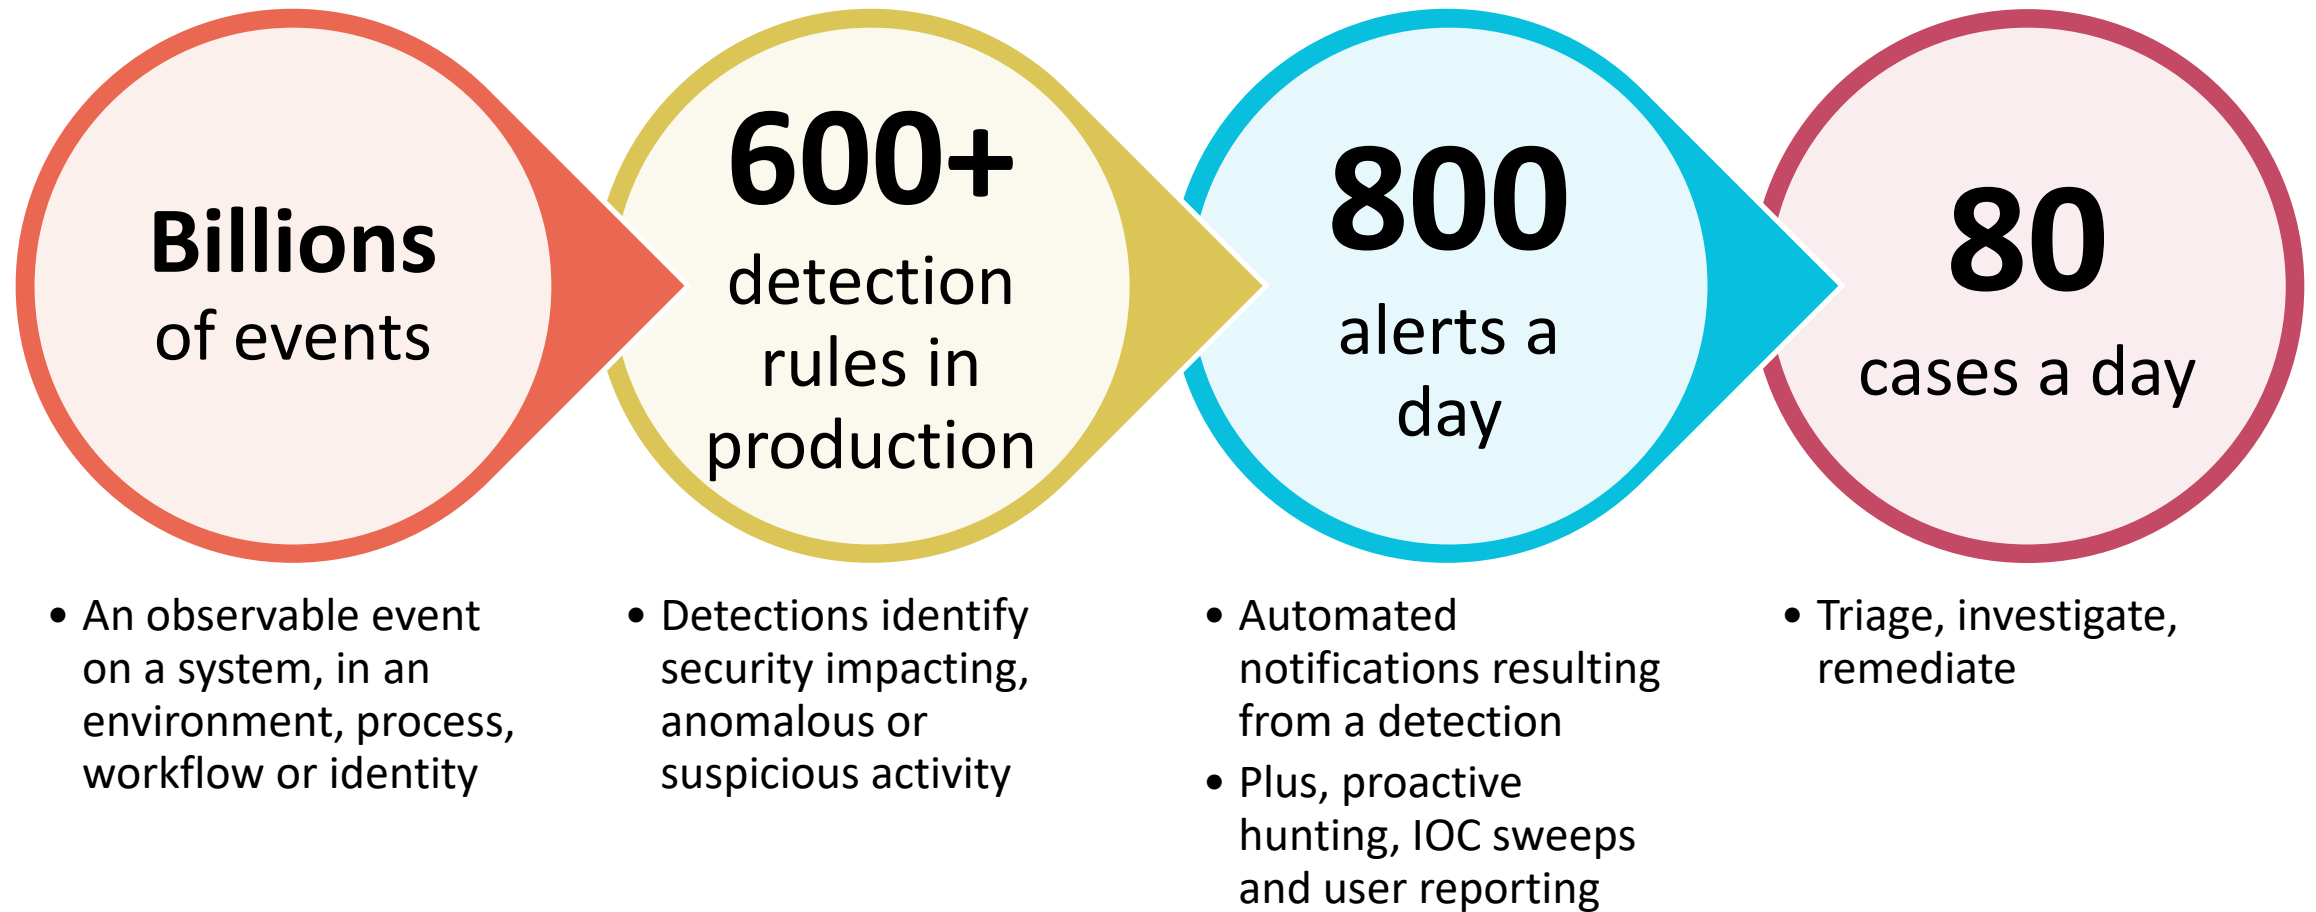 Billions
of events
600+
detection
rules in
production
800
alerts a
day
80
cases a day
• An observable event
on a system, in an
environment, process,
workflow or identity
• Detections identify
security impacting,
anomalous or
suspicious activity
• Automated
notifications resulting
from a detection
• Plus, proactive
hunting, IOC sweeps
and user reporting
• Triage, investigate,
remediate